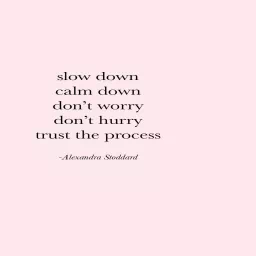 slow down
calm down
don't worry
don't hurry
trust the process
-Alexandra Stoddard